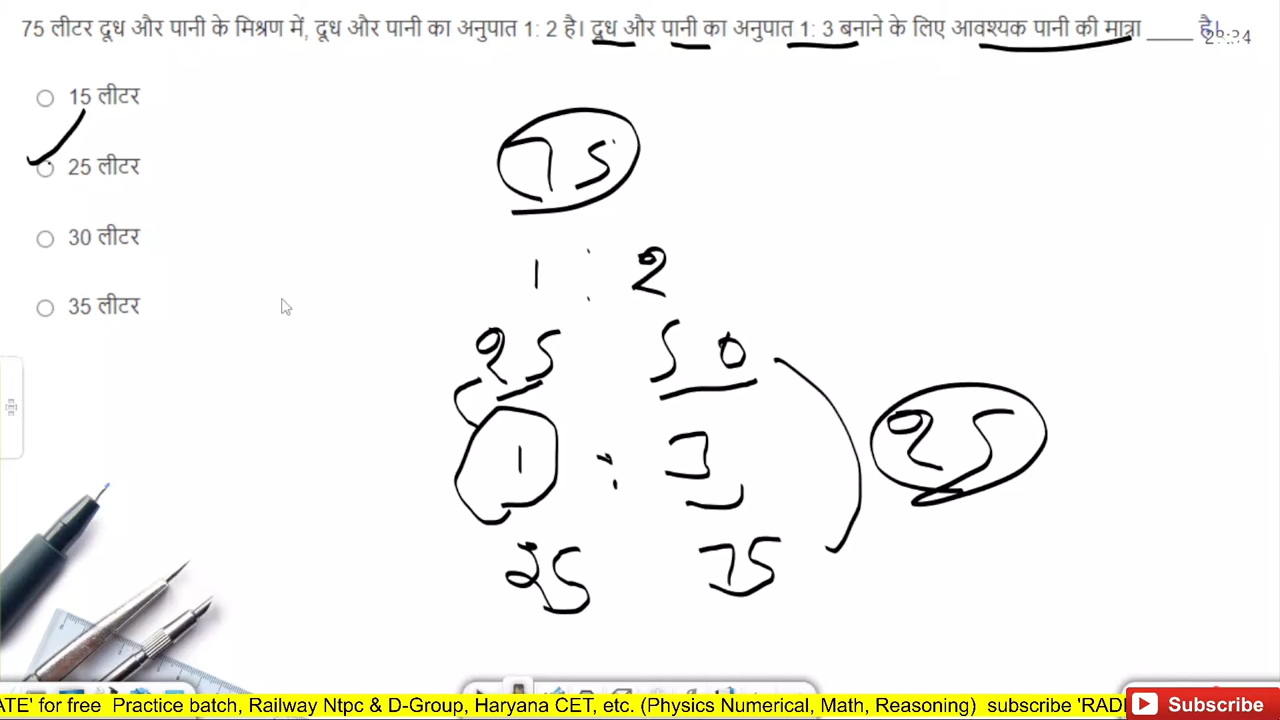 75 लीटर दूध और पानी के मिश्रण में, दूध और पानी का अनुपात 1: 2 है। दूध और पानी का अनुपात 1: 3 बनाने के लिए आवश्यक पानी की मात्रा ____ है।
15 लीटर
25 लीटर
30 लीटर
35 लीटर
75
1 : 2
25 50
1 : 3
25
25 75
ATE' for free Practice batch, Railway Ntpc & D-Group, Haryana CET, etc. (Physics Numerical, Math, Reasoning) subscribe 'RADI
Subscribe